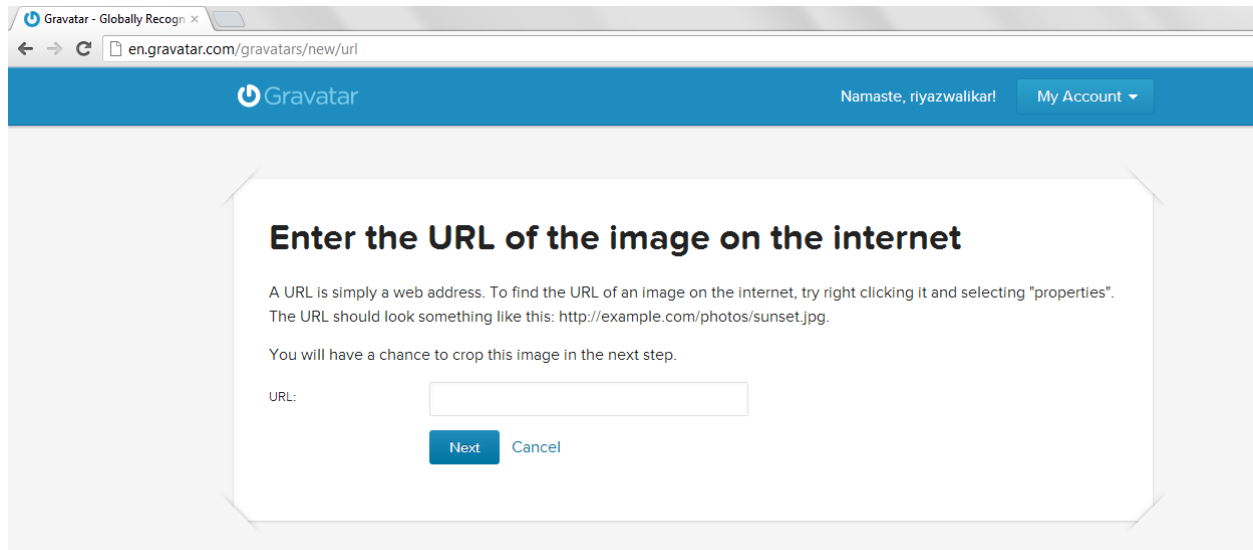 Gravatar - Globally Recogn
en.gravatar.com/gravatars/new/url
Gravatar
Namaste, riyazwalikar!
My Account
Enter the URL of the image on the internet
A URL is simply a web address. To find the URL of an image on the internet, try right clicking it and selecting "properties".
The URL should look something like this: http://example.com/photos/sunset.jpg.
You will have a chance to crop this image in the next step.
URL:
Next Cancel